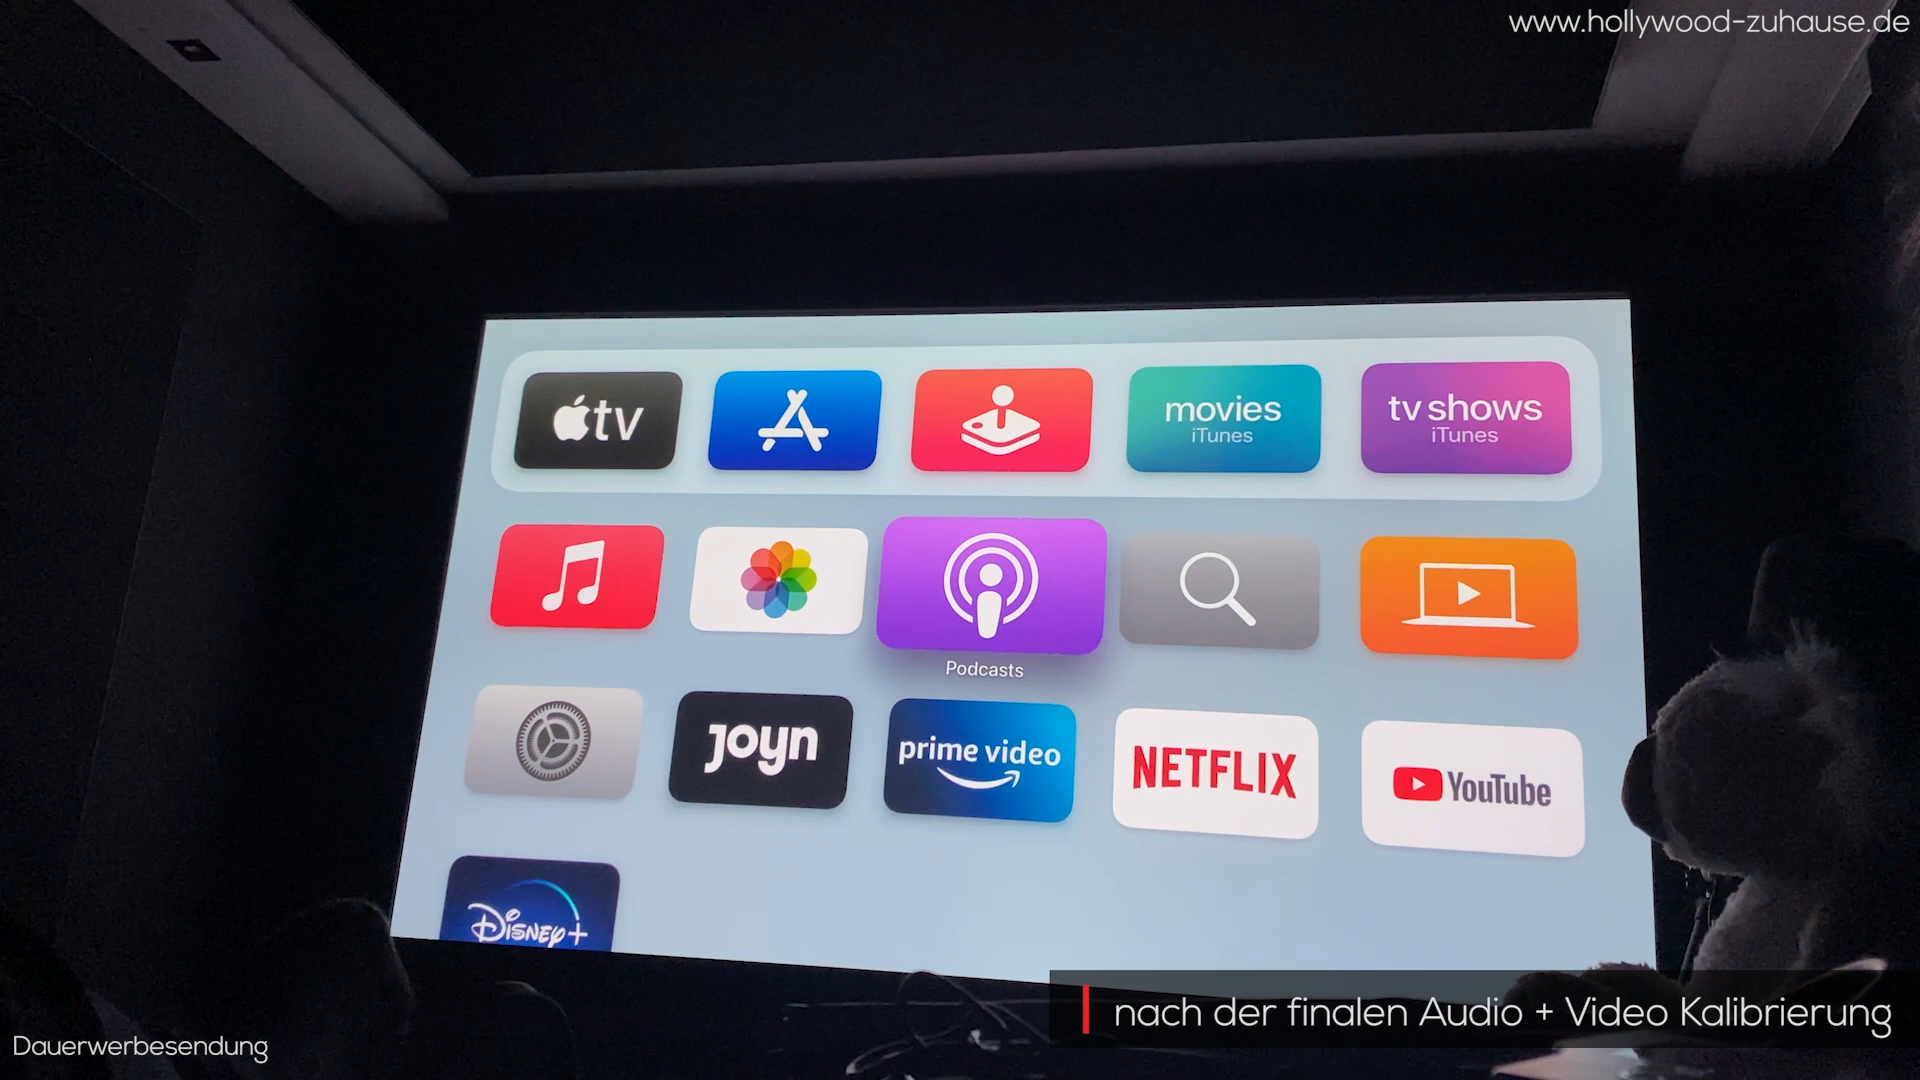 www.hollywood-zuhause.de
tv
movies
iTunes
tv shows
iTunes
Podcasts
joyn
prime video
NETFLIX
YouTube
Disney+
nach der finalen Audio + Video Kalibrierung
Dauerwerbesendung